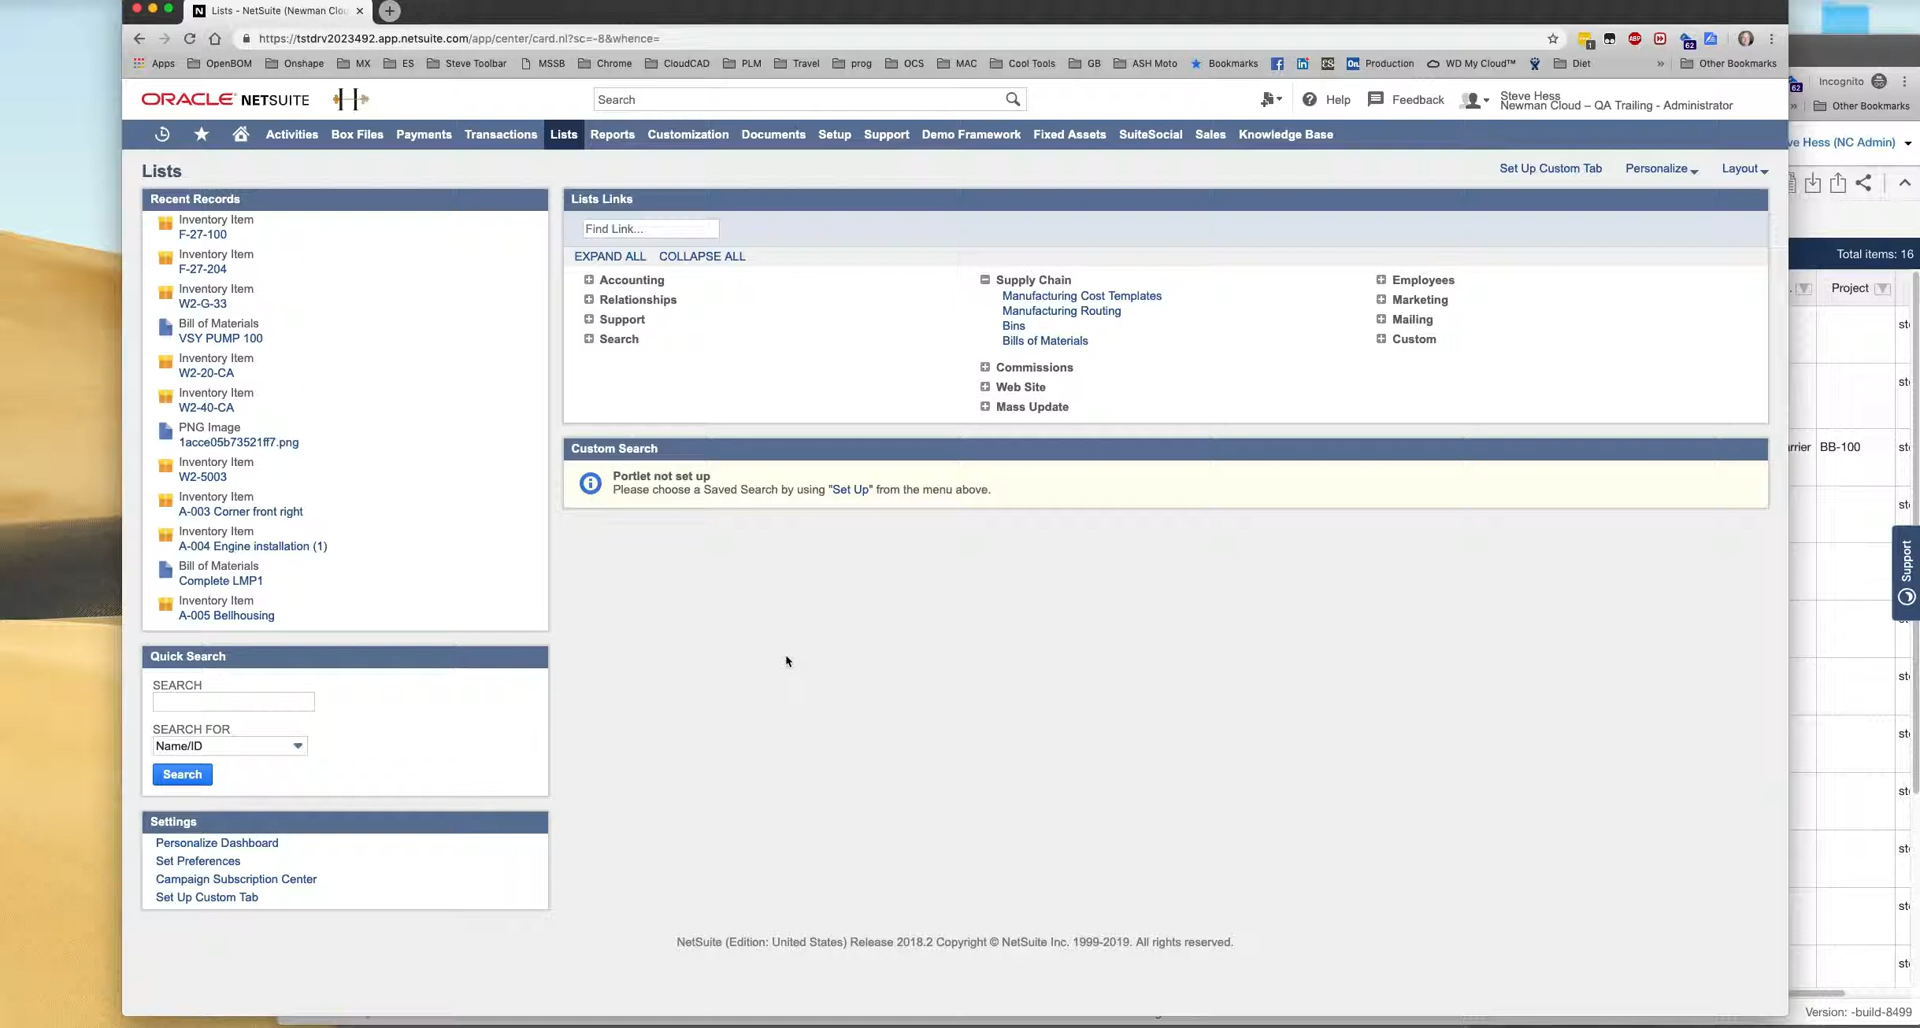 Lists - NetSuite (Newman Clou
https://tstdrv2023492.app.netsuite.com/app/center/card.nl?sc=-8&whence=
Apps OpenBOM Onshape MX ES Steve Toolbar MSSB Chrome CloudCAD PLM Travel prog OCS MAC Cool Tools GB ASH Moto Bookmarks Production WD My Cloud™ Diet » Other Bookmarks
ORACLE NETSUITE
Search
Help
Feedback
Steve Hess
Newman Cloud – QA Trailing - Administrator
Activities Box Files Payments Transactions Lists Reports Customization Documents Setup Support Demo Framework Fixed Assets SuiteSocial Sales Knowledge Base
Lists
Set Up Custom Tab Personalize Layout
Recent Records
Inventory Item
F-27-100
Inventory Item
F-27-204
Inventory Item
W2-G-33
Bill of Materials
VSY PUMP 100
Inventory Item
W2-20-CA
Inventory Item
W2-40-CA
PNG Image
1acce05b73521ff7.png
Inventory Item
W2-5003
Inventory Item
A-003 Corner front right
Inventory Item
A-004 Engine installation (1)
Bill of Materials
Complete LMP1
Inventory Item
A-005 Bellhousing
Quick Search
SEARCH
SEARCH FOR
Name/ID
Search
Settings
Personalize Dashboard
Set Preferences
Campaign Subscription Center
Set Up Custom Tab
Lists Links
Find Link...
EXPAND ALL COLLAPSE ALL
Accounting
Relationships
Support
Search
Supply Chain
Manufacturing Cost Templates
Manufacturing Routing
Bins
Bills of Materials
Commissions
Web Site
Mass Update
Employees
Marketing
Mailing
Custom
Custom Search
Portlet not set up
Please choose a Saved Search by using "Set Up" from the menu above.
NetSuite (Edition: United States) Release 2018.2 Copyright © NetSuite Inc. 1999-2019. All rights reserved.
62 Incognito
» Other Bookmarks
ve Hess (NC Admin)
Total items: 16
Project
rrier BB-100
Support
Version: -build-8499